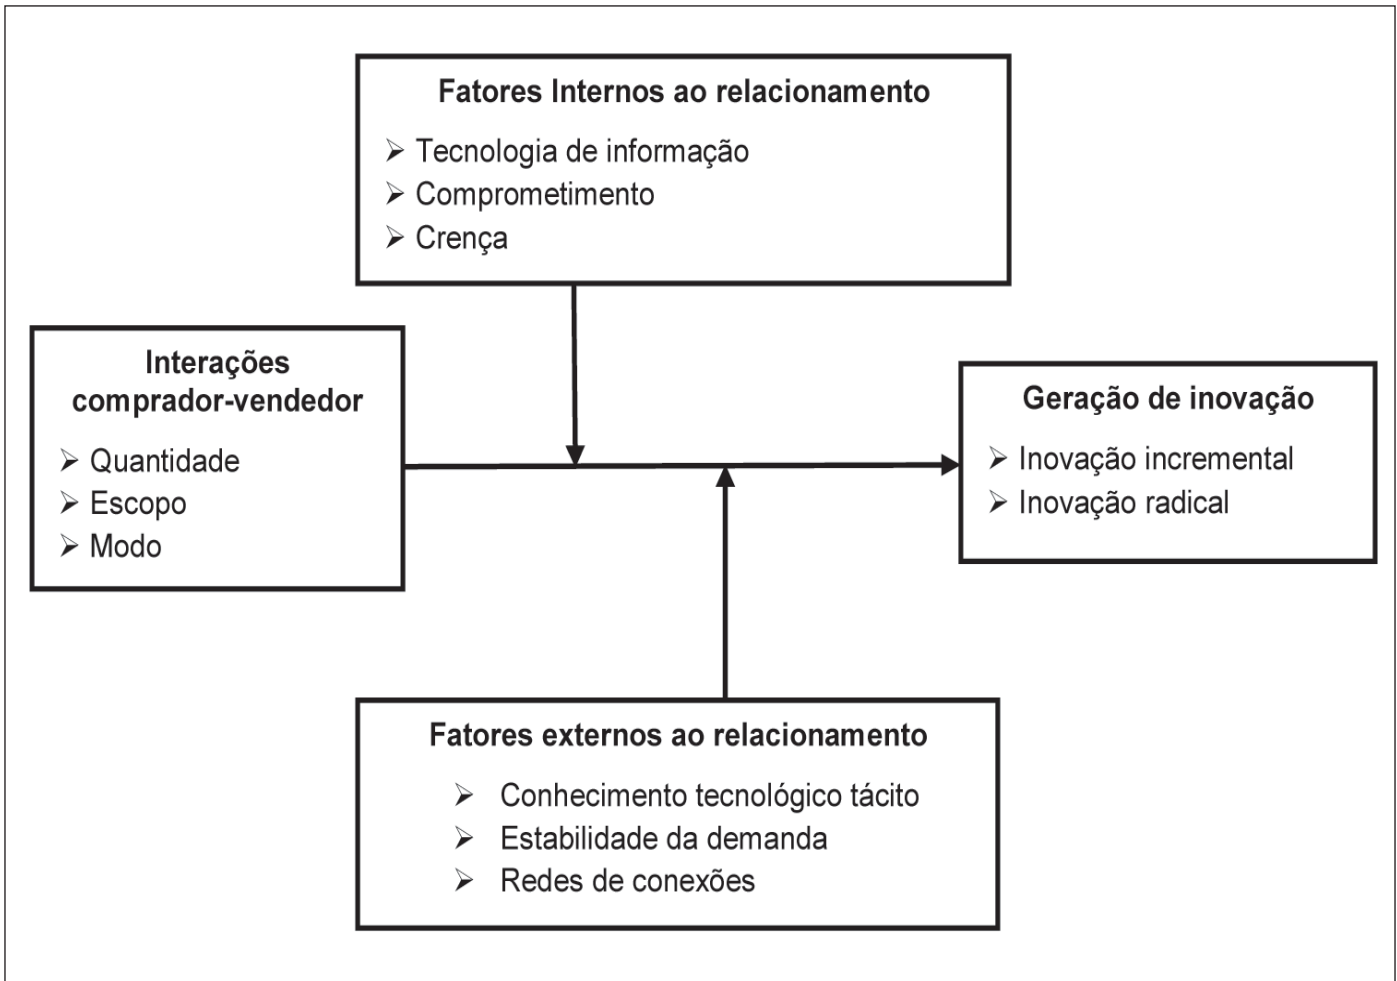 Fatores Internos ao relacionamento
Tecnologia de informação
Comprometimento
Crença
Interações
comprador-vendedor
Quantidade
Escopo
Modo
Geração de inovação
Inovação incremental
Inovação radical
Fatores externos ao relacionamento
Conhecimento tecnológico tácito
Estabilidade da demanda
Redes de conexões